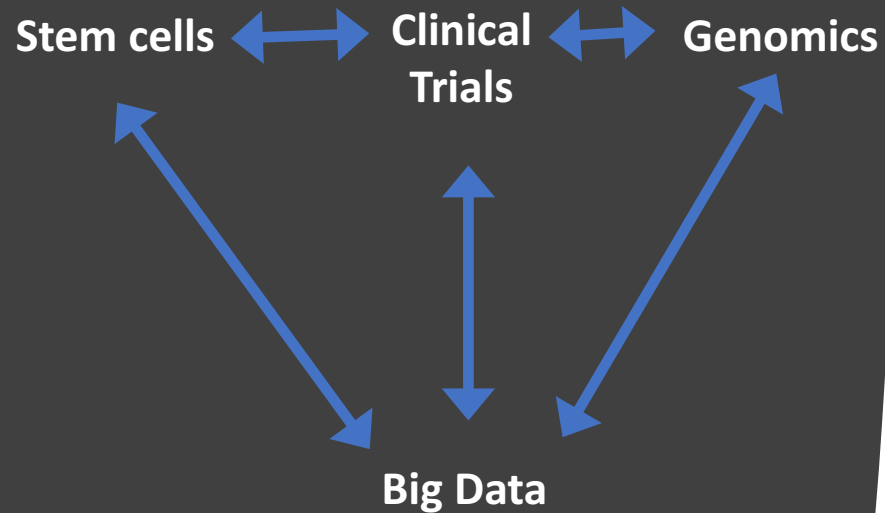 Stem cells
Clinical
Trials
Genomics
Big Data